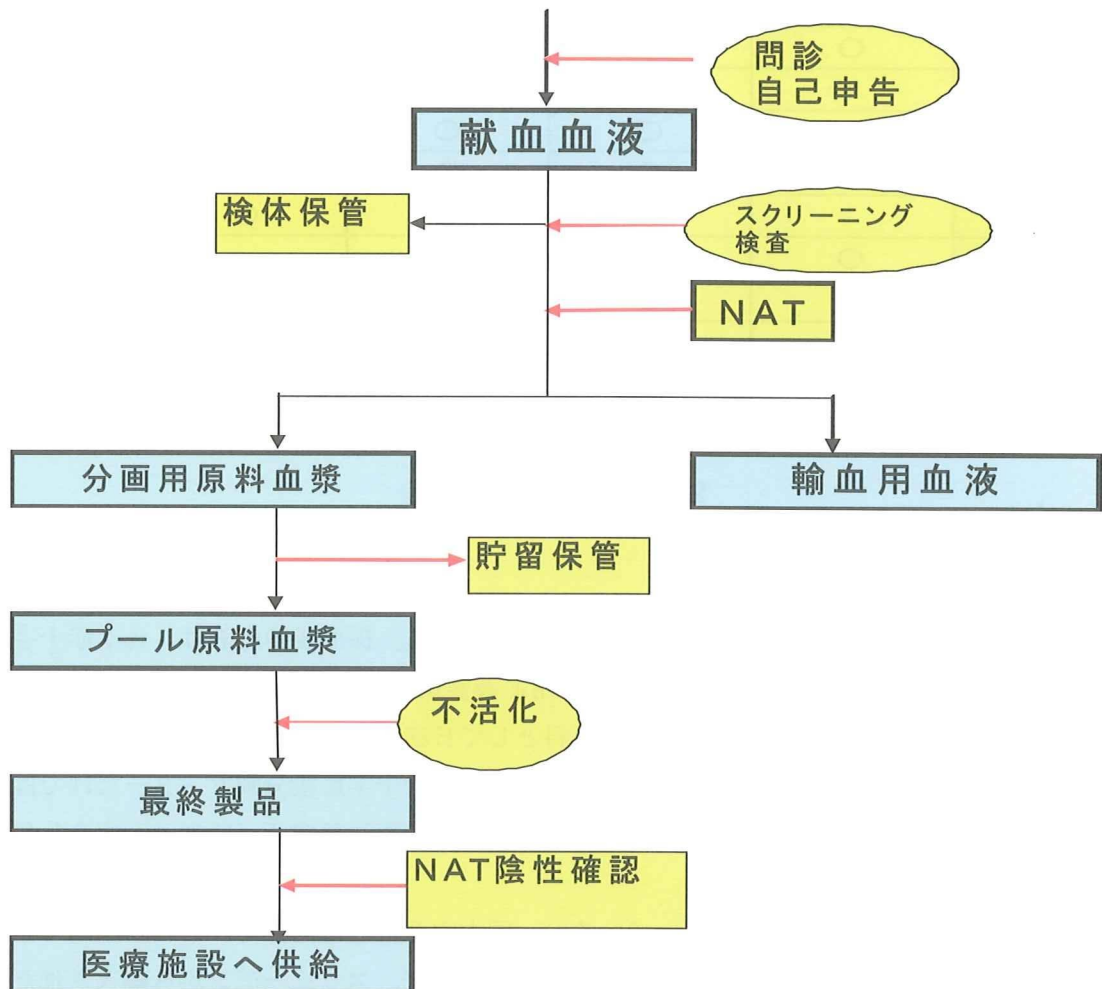 問診
自己申告
献血血液
検体保管
スクリーニング
検査
NAT
分画用原料血漿
輸血用血液
貯留保管
プール原料血漿
不活化
最終製品
NAT陰性確認
医療施設へ供給